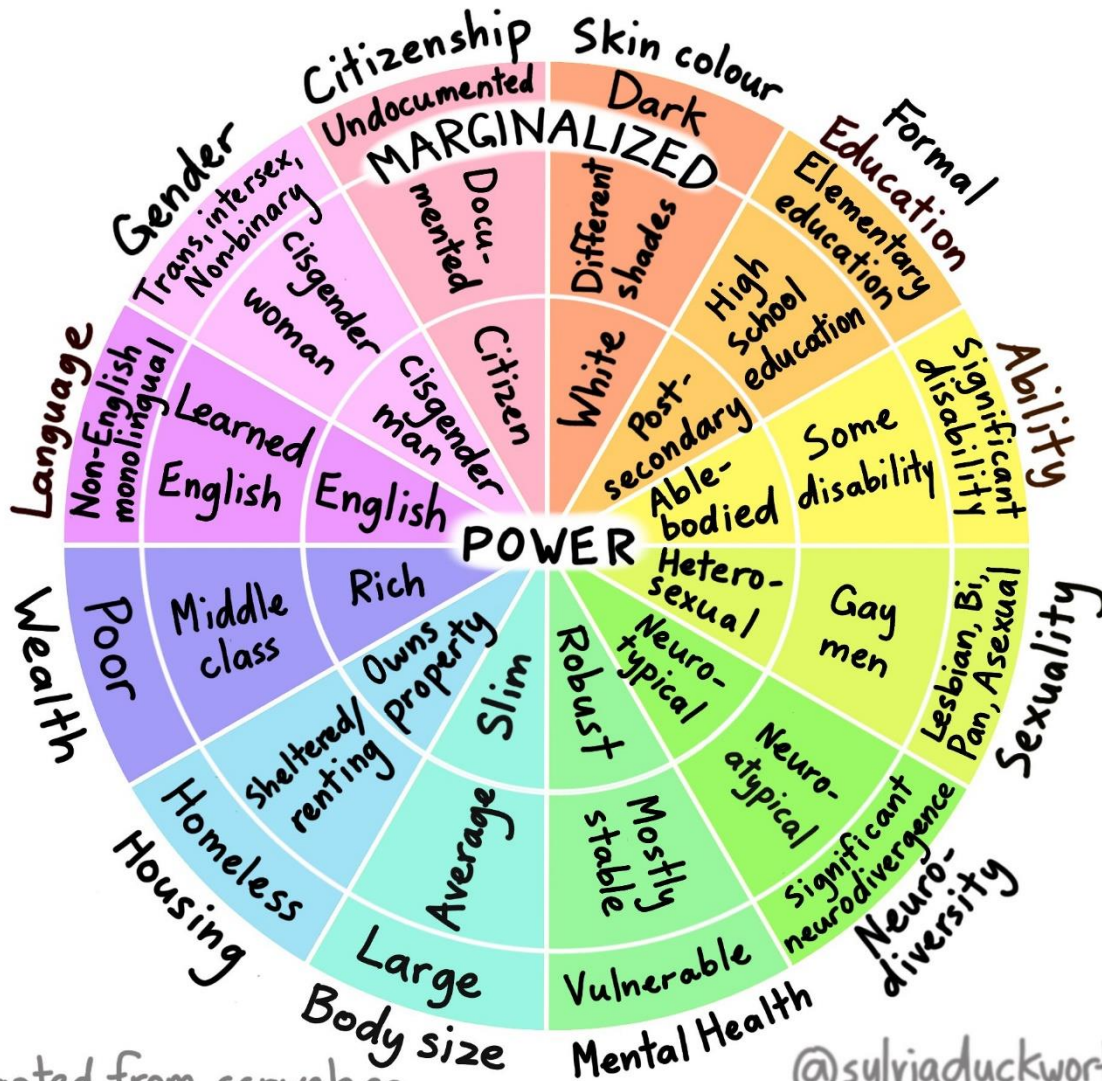 Citizenship
Undocumented
Docu-
mented
Citizen
Skin colour
Dark
Different
shades
White
Formal
Education
Elementary
education
High
school
education
Post-
secondary
Ability
Significant
disability
Some
disability
Able-
bodied
Sexuality
Lesbian, Bi,
Pan, Asexual
Gay
men
Hetero-
sexual
Neuro-
diversity
Significant
neurodivergence
Neuro-
atypical
Neuro-
typical
Mental Health
Vulnerable
Mostly
stable
Robust
Body size
Large
Average
Slim
Housing
Homeless
Sheltered/
renting
Owns
property
Wealth
Poor
Middle
class
Rich
Language
Non-English
monolingual
Learned
English
English
Gender
Trans, intersex,
Non-binary
cisgender
woman
cisgender
man
MARGINALIZED
POWER
from